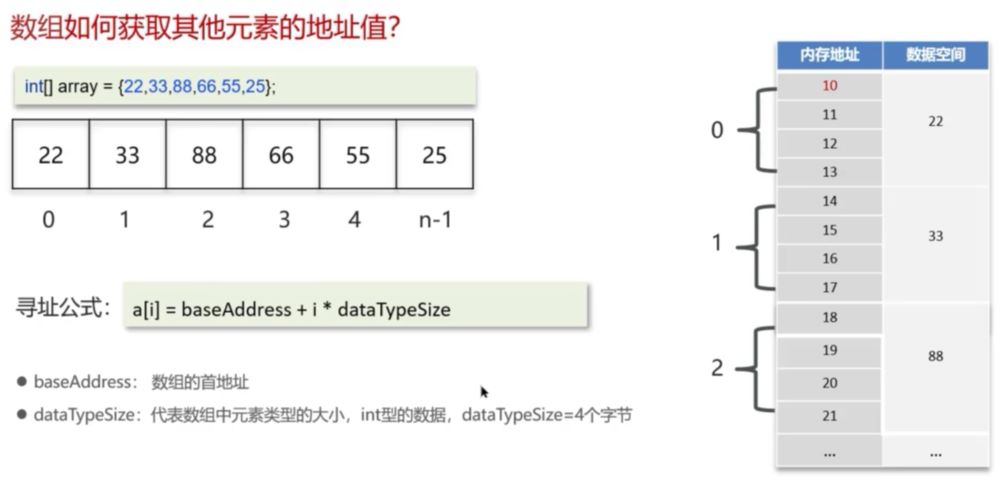 数组如何获取其他元素的地址值?
int[] array = {22,33,88,66,55,25};
22 33 88 66 55 25
0 1 2 3 4 n-1
寻址公式： a[i] = baseAddress + i * dataTypeSize
● baseAddress： 数组的首地址
● dataTypeSize：代表数组中元素类型的大小，int型的数据，dataTypeSize=4个字节
内存地址 数据空间
0
10
11
12
13
22
1
14
15
16
17
33
2
18
19
20
21
88
... ...